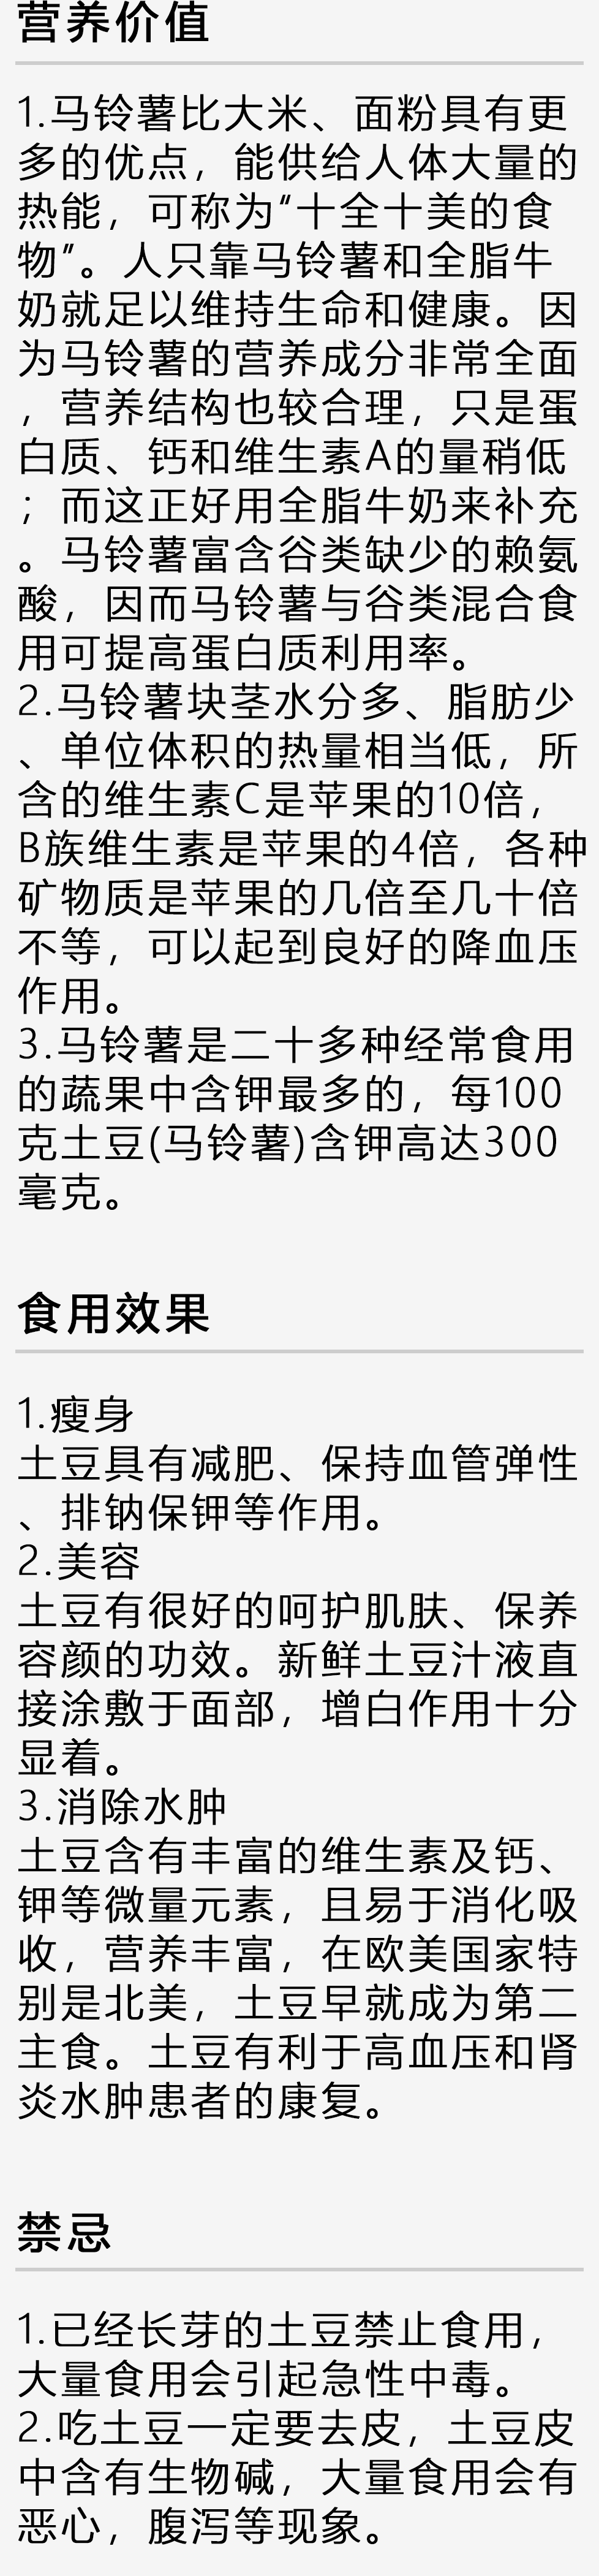 营养价值
1.马铃薯比大米、面粉具有更
多的优点，能供给人体大量的
热能，可称为“十全十美的食
物”。人只靠马铃薯和全脂牛
奶就足以维持生命和健康。因
为马铃薯的营养成分非常全面
，营养结构也较合理，只是蛋
白质、钙和维生素A的量稍低
；而这正好用全脂牛奶来补充
。马铃薯富含谷类缺少的赖氨
酸，因而马铃薯与谷类混合食
用可提高蛋白质利用率。
2.马铃薯块茎水分多、脂肪少
、单位体积的热量相当低，所
含的维生素C是苹果的10倍，
B族维生素是苹果的4倍，各种
矿物质是苹果的几倍至几十倍
不等，可以起到良好的降血压
作用。
3.马铃薯是二十多种经常食用
的蔬果中含钾最多的，每100
克土豆(马铃薯)含钾高达300
毫克。
食用效果
1.瘦身
土豆具有减肥、保持血管弹性
、排钠保钾等作用。
2.美容
土豆有很好的呵护肌肤、保养
容颜的功效。新鲜土豆汁液直
接涂敷于面部，增白作用十分
显着。
3.消除水肿
土豆含有丰富的维生素及钙、
钾等微量元素，且易于消化吸
收，营养丰富，在欧美国家特
别是北美，土豆早就成为第二
主食。土豆有利于高血压和肾
炎水肿患者的康复。
禁忌
1.已经长芽的土豆禁止食用，
大量食用会引起急性中毒。
2.吃土豆一定要去皮，土豆皮
中含有生物碱，大量食用会有
恶心，腹泻等现象。